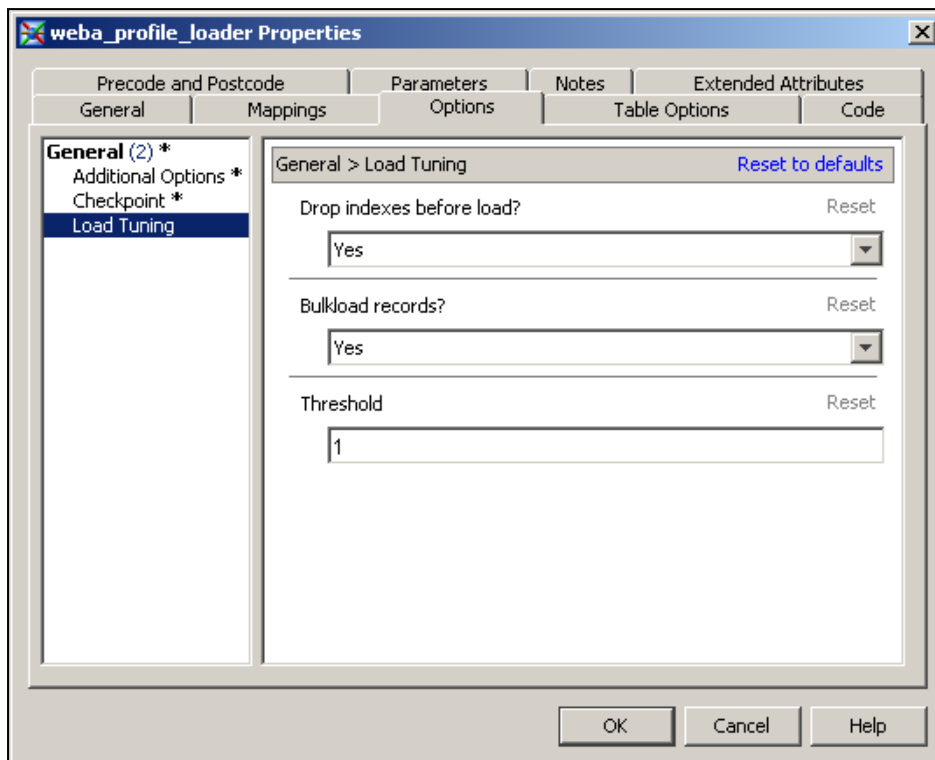 weba_profile_loader Properties
Precode and Postcode Parameters Notes Extended Attributes
General Mappings Options Table Options Code
General (2) *
Additional Options *
Checkpoint *
Load Tuning
General > Load Tuning Reset to defaults
Drop indexes before load? Reset
Yes
Bulkload records? Reset
Yes
Threshold Reset
1
OK Cancel Help